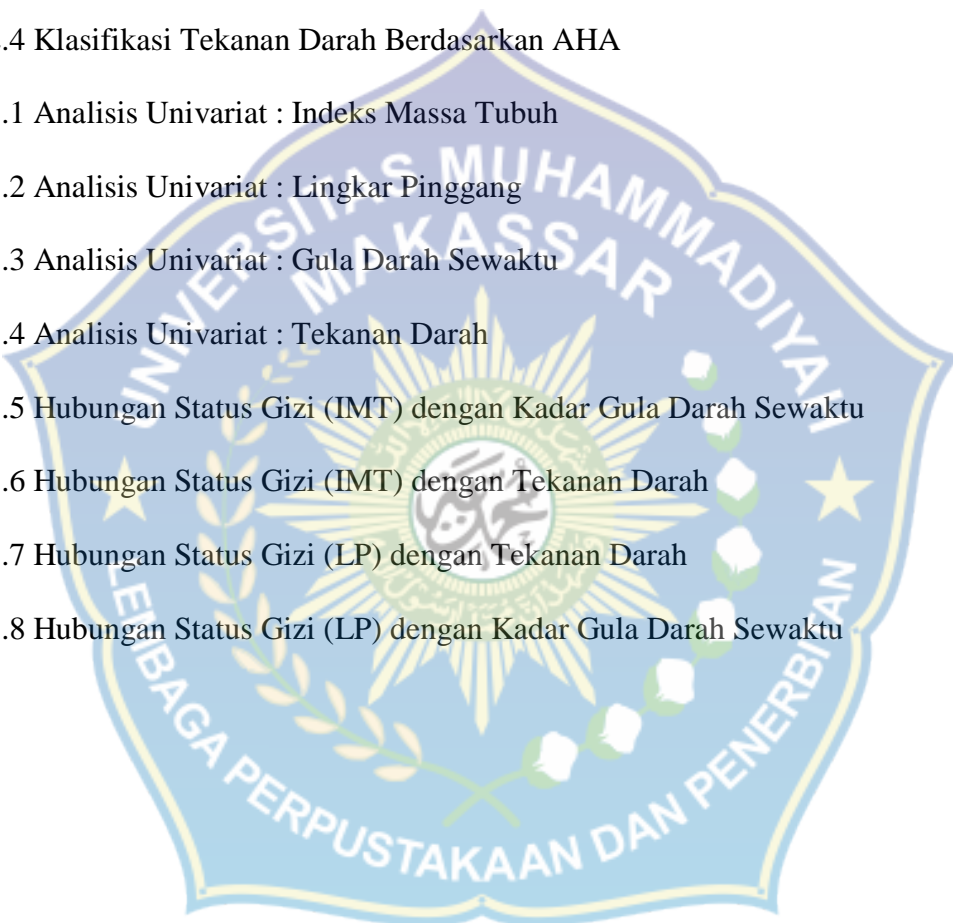 .4 Klasifikasi Tekanan Darah Berdasarkan AHA
.1 Analisis Univariat : Indeks Massa Tubuh
.2 Analisis Univariat : Lingkar Pinggang
.3 Analisis Univariat : Gula Darah Sewaktu
.4 Analisis Univariat : Tekanan Darah
.5 Hubungan Status Gizi (IMT) dengan Kadar Gula Darah Sewaktu
.6 Hubungan Status Gizi (IMT) dengan Tekanan Darah
.7 Hubungan Status Gizi (LP) dengan Tekanan Darah
.8 Hubungan Status Gizi (LP) dengan Kadar Gula Darah Sewaktu
UNIVERSITAS MUHAMMADIYAH
MAKASSAR
LEMBAGA PERPUSTAKAAN DAN PENERBITAN